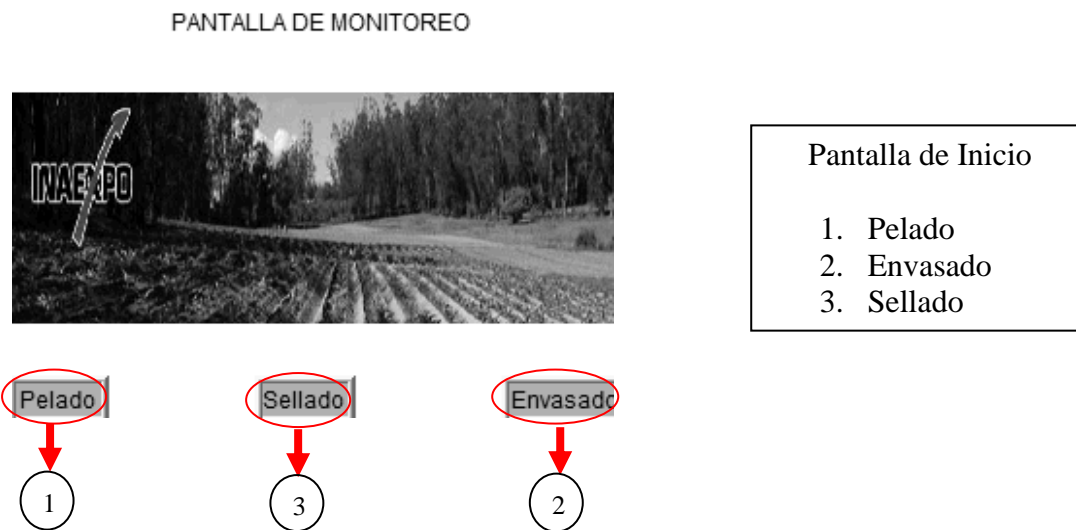 PANTALLA DE MONITOREO
INAEXPO
Pantalla de Inicio
1. Pelado
2. Envasado
3. Sellado
Pelado
Sellado
Envasado
1
3
2